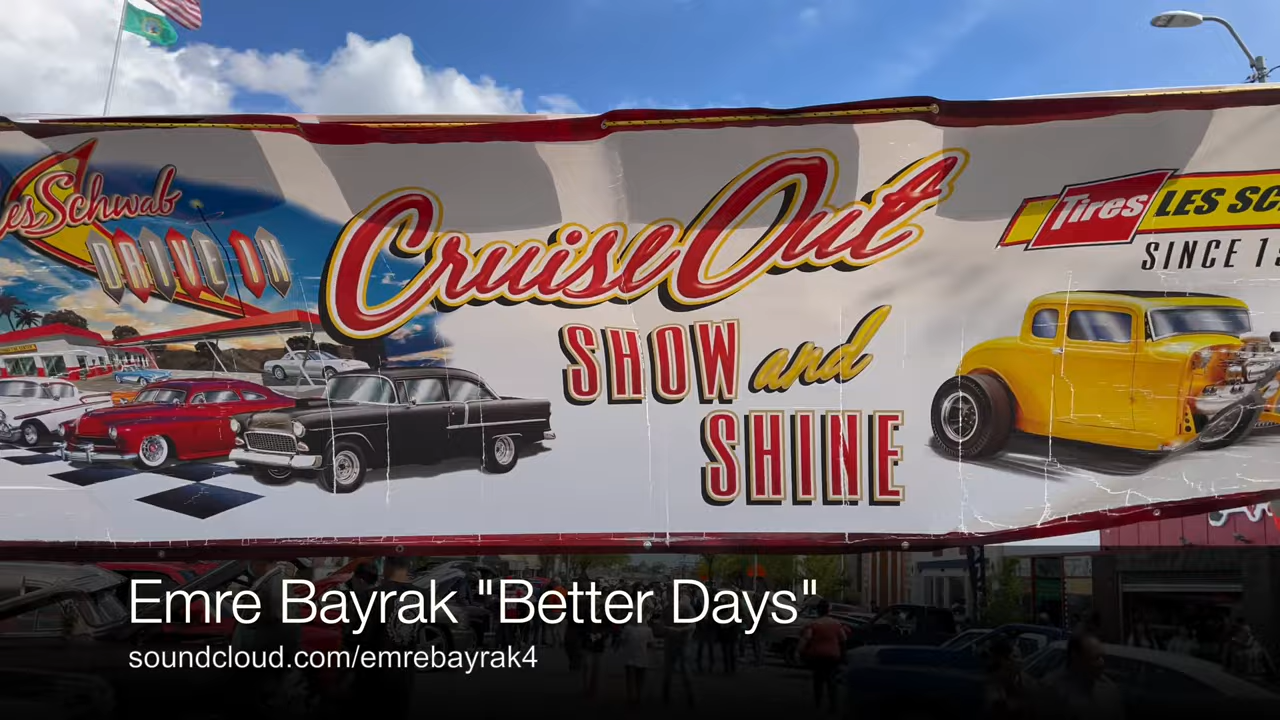 Les Schwab
DRIVE IN
Cruise Out
SHOW and
SHINE
Tires LES SC
SINCE 19
Emre Bayrak "Better Days"
soundcloud.com/emrebayrak4